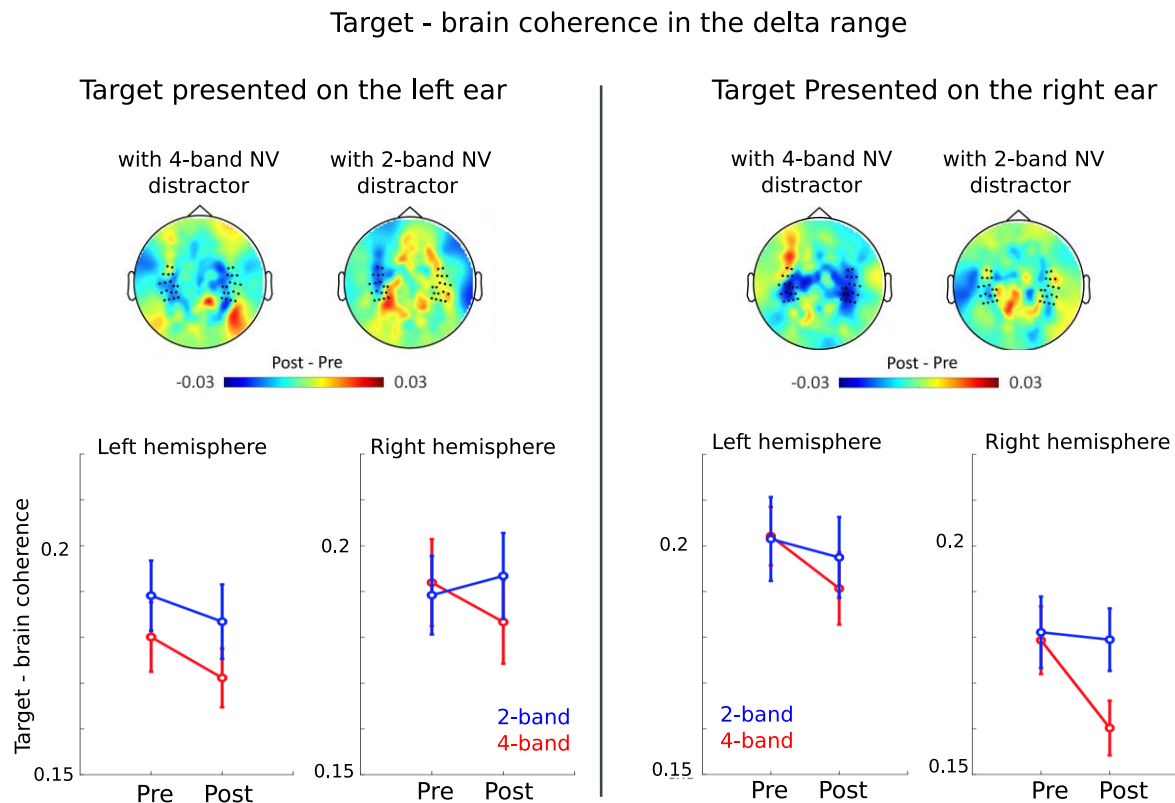 Target - brain coherence in the delta range
Target presented on the left ear
with 4-band NV
distractor
with 2-band NV
distractor
Post - Pre
-0.03
0.03
Left hemisphere
Right hemisphere
Target - brain coherence
0.2
0.15
Pre
Post
0.2
0.15
2-band
4-band
Pre
Post
Target Presented on the right ear
with 4-band NV
distractor
with 2-band NV
distractor
Post - Pre
-0.03
0.03
Left hemisphere
Right hemisphere
0.2
0.15
2-band
4-band
Pre
Post
0.2
0.15
Pre
Post